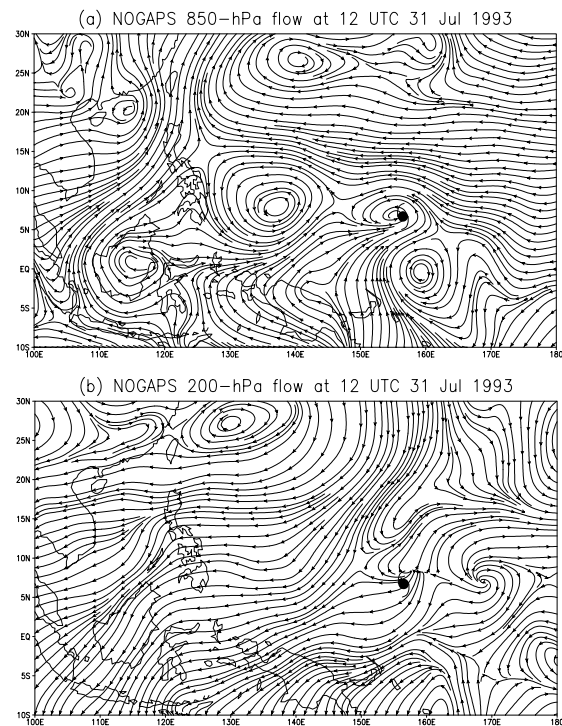 (a) NOGAPS 850-hPa flow at 12 UTC 31 Jul 1993
30N
25N
20N
15N
10N
5N
EQ
5S
10S
100E 110E 120E 130E 140E 150E 160E 170E 180
(b) NOGAPS 200-hPa flow at 12 UTC 31 Jul 1993
30N
25N
20N
15N
10N
5N
EQ
5S
10S
100E 110E 120E 130E 140E 150E 160E 170E 180